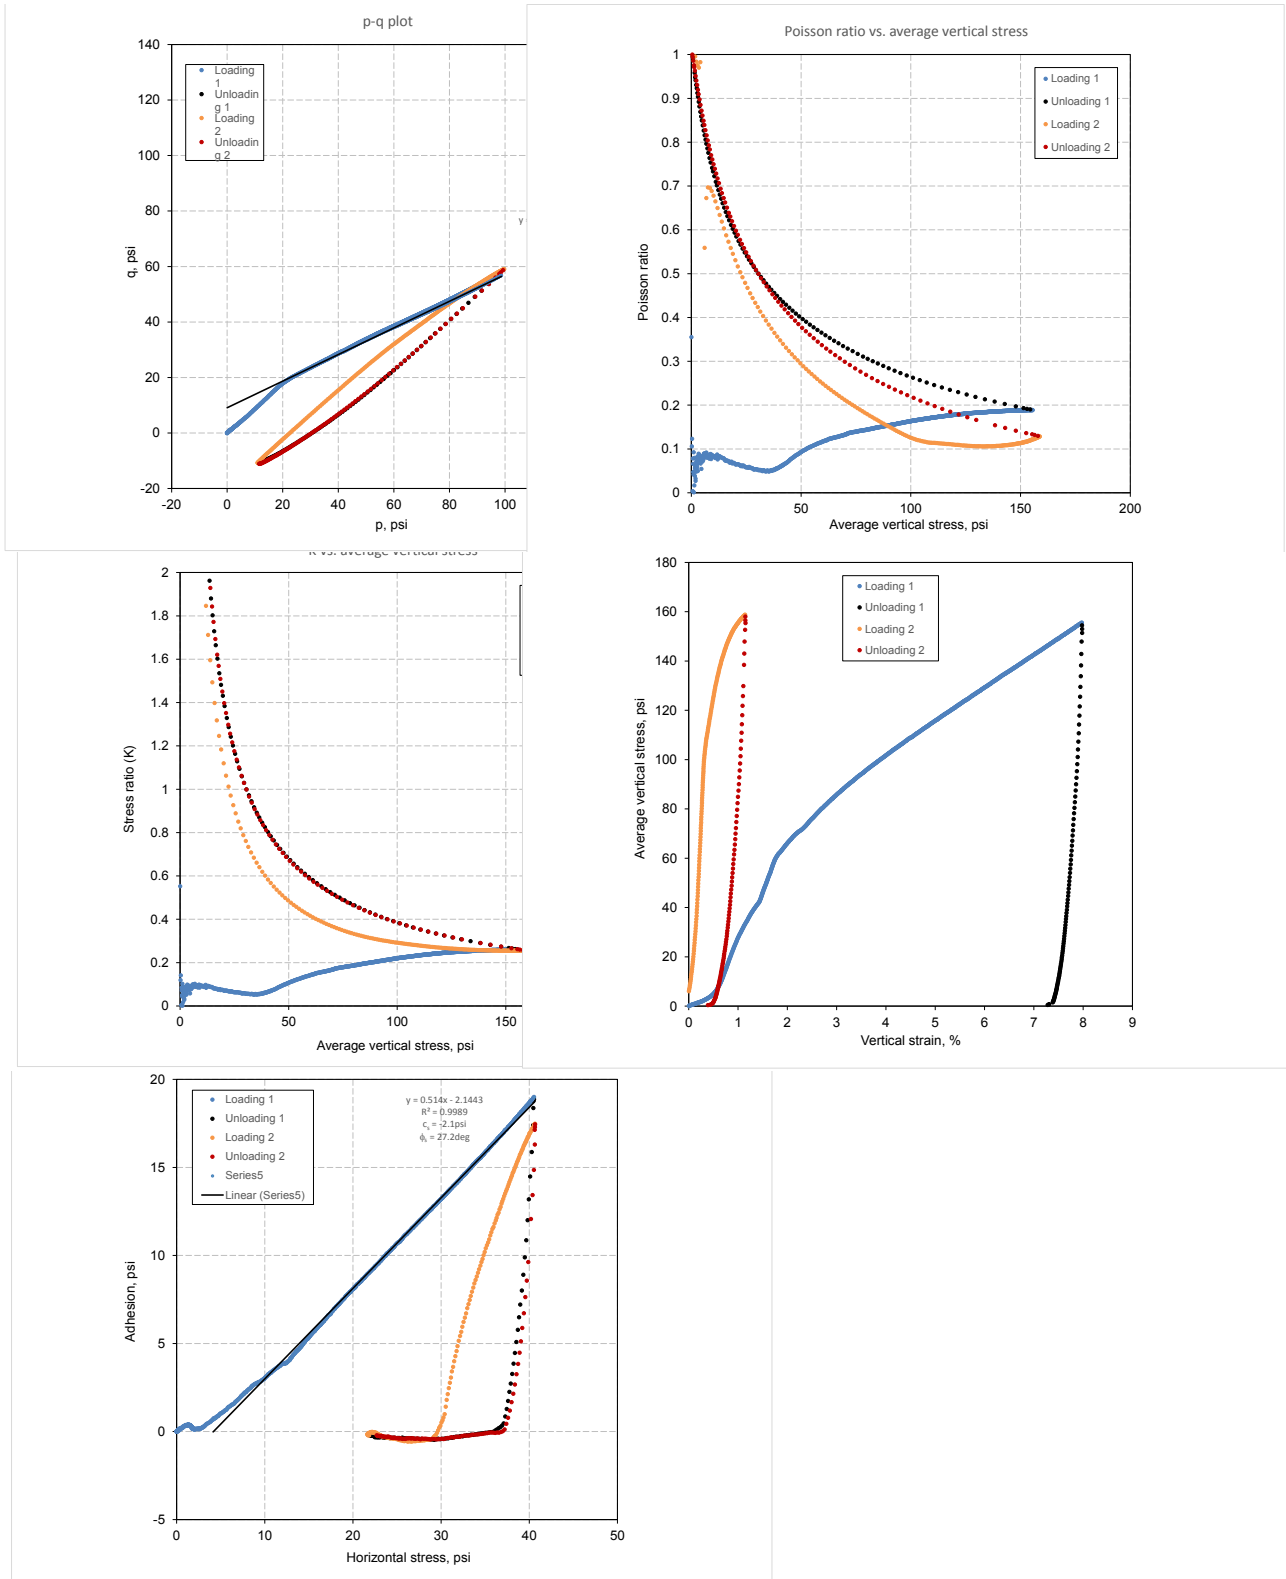 p-q plot
140
120
100
80
60
40
20
0
-20
-20
0
20
40
60
80
100
q, psi
p, psi
Loading
1
Unloadin
g 1
Loading
2
Unloadin
g 2
y
Poisson ratio vs. average vertical stress
1
0.9
0.8
0.7
0.6
0.5
0.4
0.3
0.2
0.1
0
0
50
100
150
200
Poisson ratio
Average vertical stress, psi
Loading 1
Unloading 1
Loading 2
Unloading 2
K vs. average vertical stress
2
1.8
1.6
1.4
1.2
1
0.8
0.6
0.4
0.2
0
0
50
100
150
Stress ratio (K)
Average vertical stress, psi
180
160
140
120
100
80
60
40
20
0
0
1
2
3
4
5
6
7
8
9
Average vertical stress, psi
Vertical strain, %
Loading 1
Unloading 1
Loading 2
Unloading 2
20
15
10
5
0
-5
0
10
20
30
40
50
Adhesion, psi
Horizontal stress, psi
Loading 1
Unloading 1
Loading 2
Unloading 2
Series5
Linear (Series5)
y = 0.514x - 2.1443
R² = 0.9989
cₛ = -2.1psi
ϕₛ = 27.2deg